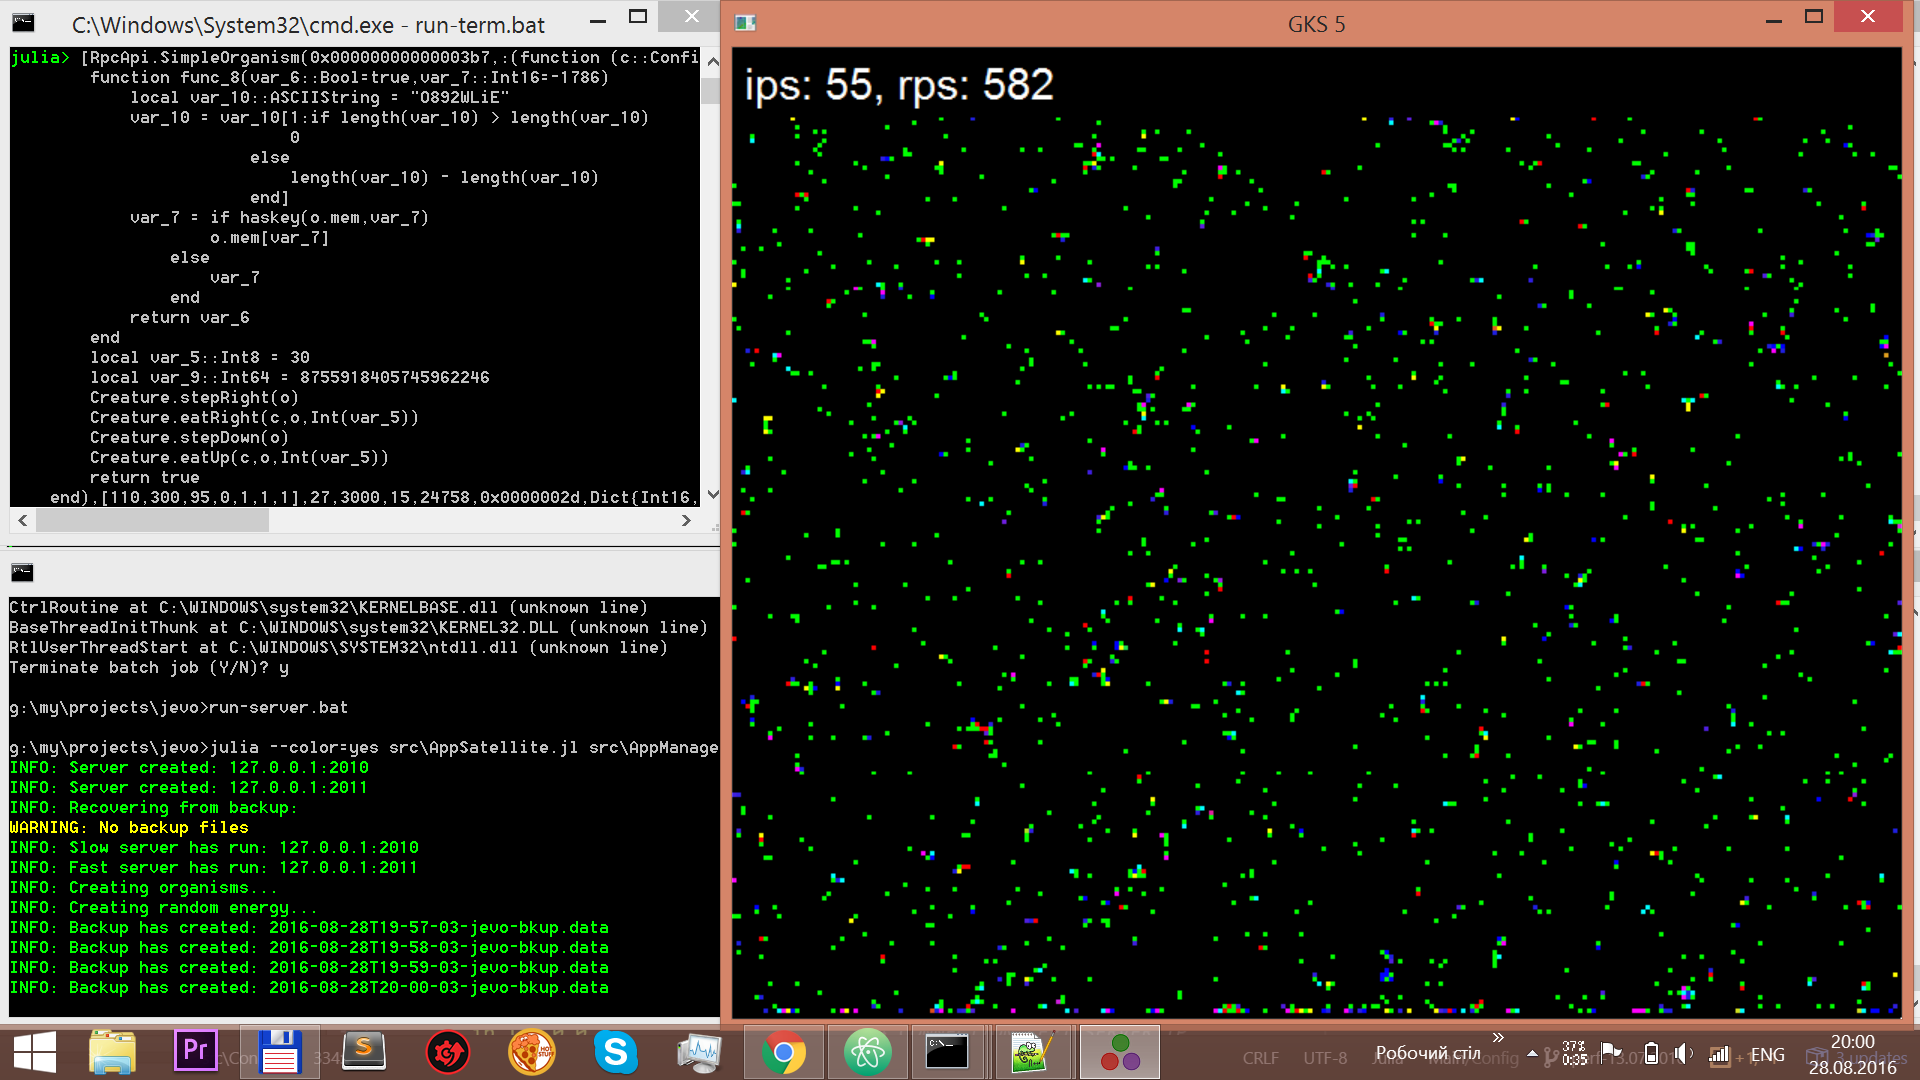 C:\Windows\System32\cmd.exe - run-term.bat
julia> [RpcApi.SimpleOrganism(0x00000000000003b7,:(function (c::Confi
function func_8(var_6::Bool=true,var_7::Int16=-1786)
local var_10::ASCIIString = "O892WLiE"
var_10 = var_10[1:if length(var_10) > length(var_10)
0
else
length(var_10) - length(var_10)
end]
var_7 = if haskey(o.mem,var_7)
o.mem[var_7]
else
var_7
end
return var_6
end
local var_5::Int8 = 30
local var_9::Int64 = 8755918405745962246
Creature.stepRight(o)
Creature.eatRight(c,o,Int(var_5))
Creature.stepDown(o)
Creature.eatUp(c,o,Int(var_5))
return true
end),[110,300,95,0,1,1,1],27,3000,15,24758,0x0000002d,Dict{Int16,
CtrlRoutine at C:\WINDOWS\system32\KERNELBASE.dll (unknown line)
BaseThreadInitThunk at C:\WINDOWS\system32\KERNEL32.DLL (unknown line)
RtlUserThreadStart at C:\WINDOWS\SYSTEM32\ntdll.dll (unknown line)
Terminate batch job (Y/N)? y
g:\my\projects\jevo>run-server.bat
g:\my\projects\jevo>julia --color=yes src\AppSatellite.jl src\AppManage
INFO: Server created: 127.0.0.1:2010
INFO: Server created: 127.0.0.1:2011
INFO: Recovering from backup:
WARNING: No backup files
INFO: Slow server has run: 127.0.0.1:2010
INFO: Fast server has run: 127.0.0.1:2011
INFO: Creating organisms...
INFO: Creating random energy...
INFO: Backup has created: 2016-08-28T19-57-03-jevo-bkup.data
INFO: Backup has created: 2016-08-28T19-58-03-jevo-bkup.data
INFO: Backup has created: 2016-08-28T19-59-03-jevo-bkup.data
INFO: Backup has created: 2016-08-28T20-00-03-jevo-bkup.data
GKS 5
ips: 55, rps: 582
Pr
HOT STUFF
S
C:\_
CRLF
UTF-8
Робочий стіл
»
37%
0:35
ENG
3 updates
20:00
28.08.2016